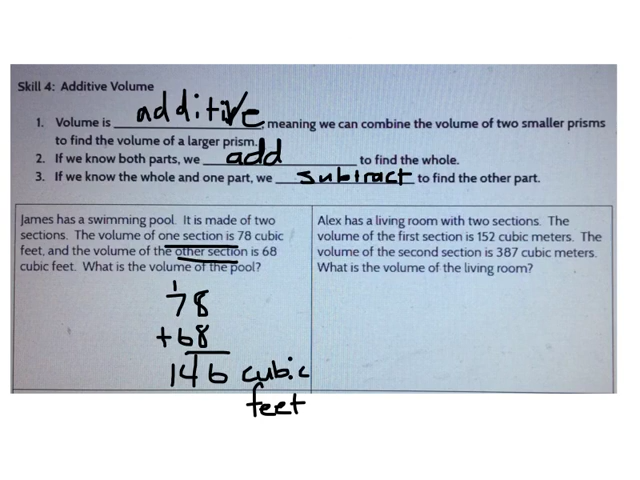 Skill 4: Additive Volume
1. Volume is additive, meaning we can combine the volume of two smaller prisms
to find the volume of a larger prism.
2. If we know both parts, we add to find the whole.
3. If we know the whole and one part, we subtract to find the other part.
James has a swimming pool. It is made of two
sections. The volume of one section is 78 cubic
feet, and the volume of the other section is 68
cubic feet. What is the volume of the pool?
1
78
+68
146 cubic
feet
Alex has a living room with two sections. The
volume of the first section is 152 cubic meters. The
volume of the second section is 387 cubic meters.
What is the volume of the living room?